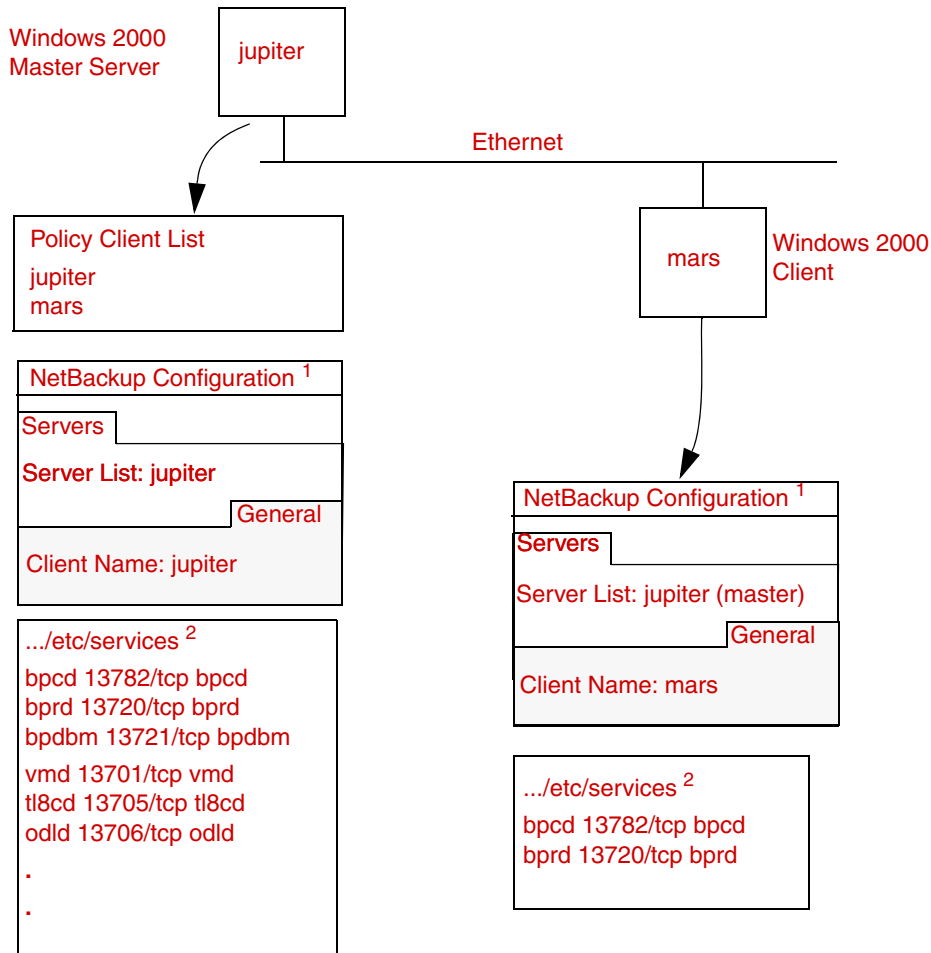 Windows 2000
Master Server
jupiter
Ethernet
Policy Client List
jupiter
mars
mars
Windows 2000
Client
NetBackup Configuration 1
Servers
Server List: jupiter
General
Client Name: jupiter
.../etc/services 2
bpcd 13782/tcp bpcd
bprd 13720/tcp bprd
bpdbm 13721/tcp bpdbm
vmd 13701/tcp vmd
tl8cd 13705/tcp tl8cd
odld 13706/tcp odld
.
.
NetBackup Configuration 1
Servers
Server List: jupiter (master)
General
Client Name: mars
.../etc/services 2
bpcd 13782/tcp bpcd
bprd 13720/tcp bprd